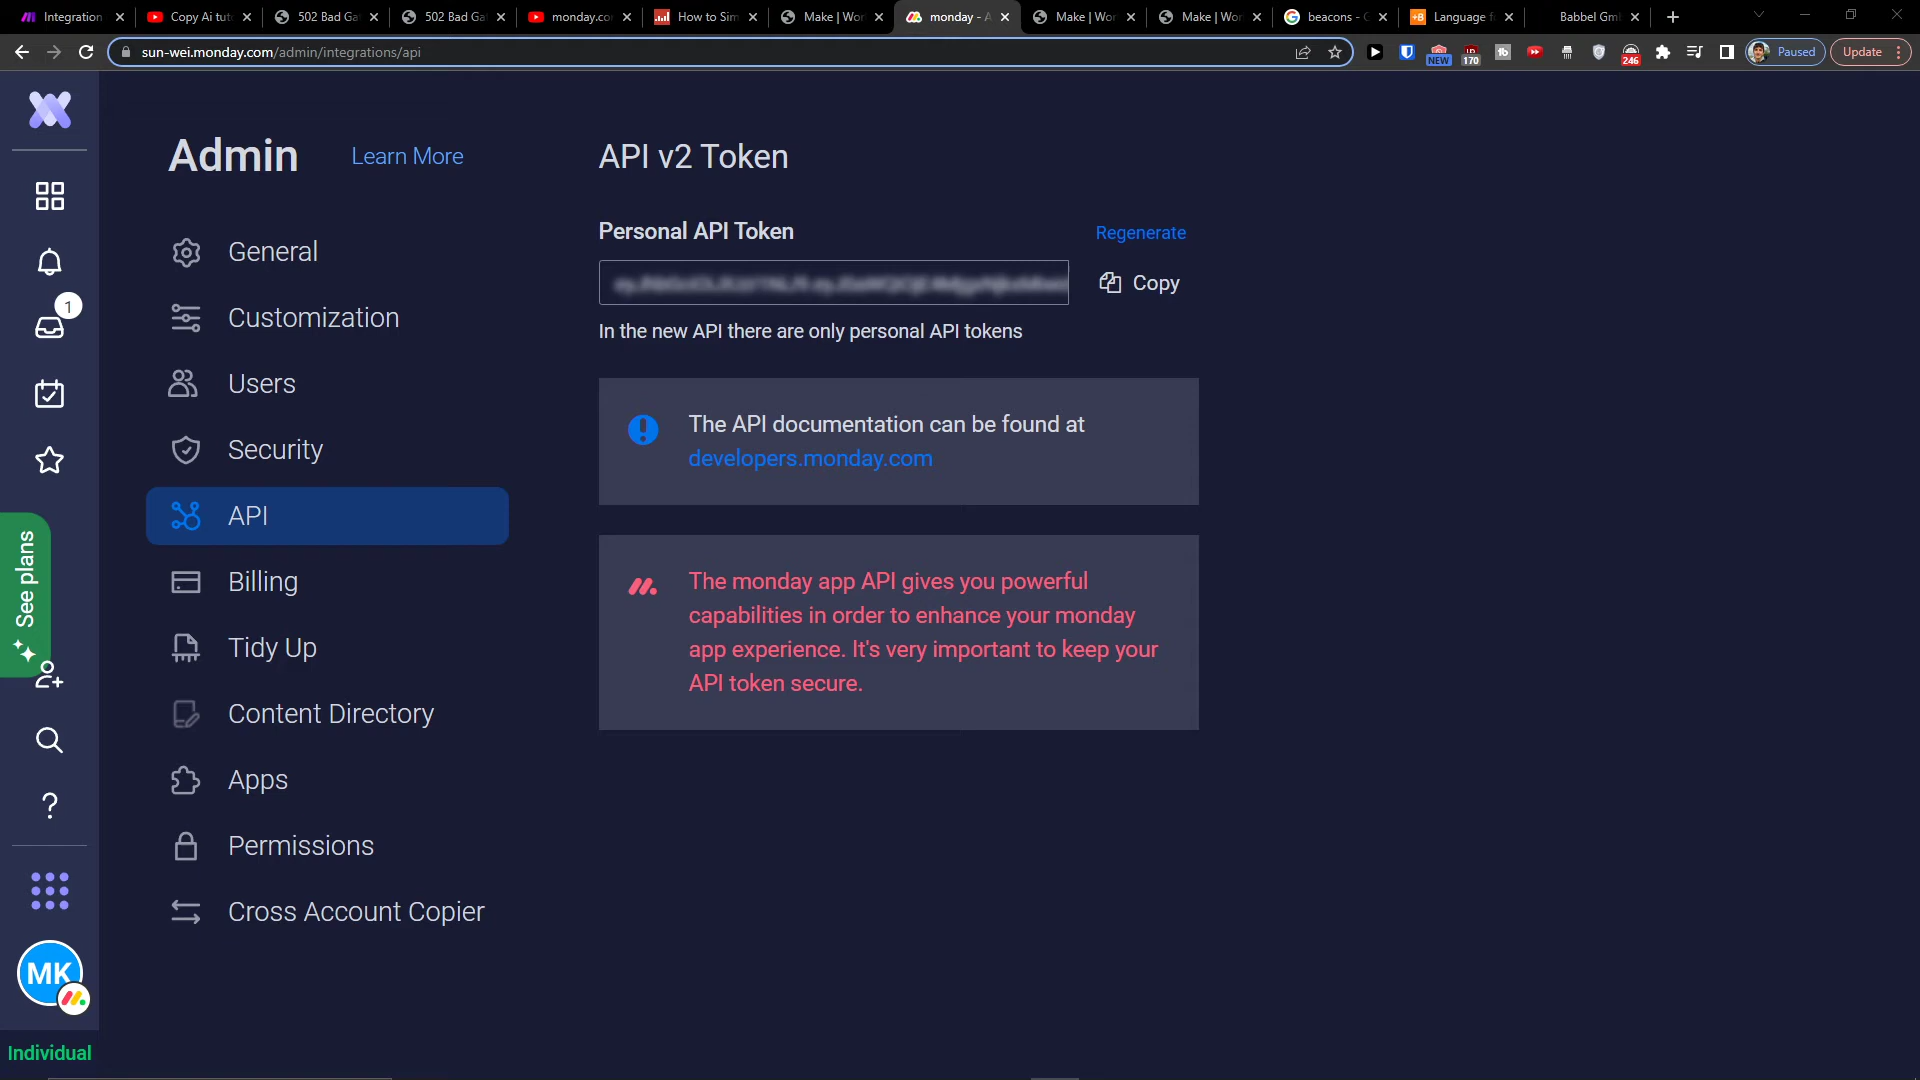 Integration
Copy Ai tut
502 Bad Ga
502 Bad Ga
monday.co
How to Sim
Make | Wor
monday - A
Make | Wor
Make | Wor
beacons - G
Language f
Babbel Gm
sun-wei.monday.com/admin/integrations/api
NEW
170
246
Paused
Update
Admin
Learn More
General
Customization
Users
Security
API
Billing
Tidy Up
Content Directory
Apps
Permissions
Cross Account Copier
API v2 Token
Personal API Token
Regenerate
Copy
In the new API there are only personal API tokens
The API documentation can be found at
developers.monday.com
The monday app API gives you powerful
capabilities in order to enhance your monday
app experience. It's very important to keep your
API token secure.
1
See plans
MK
Individual